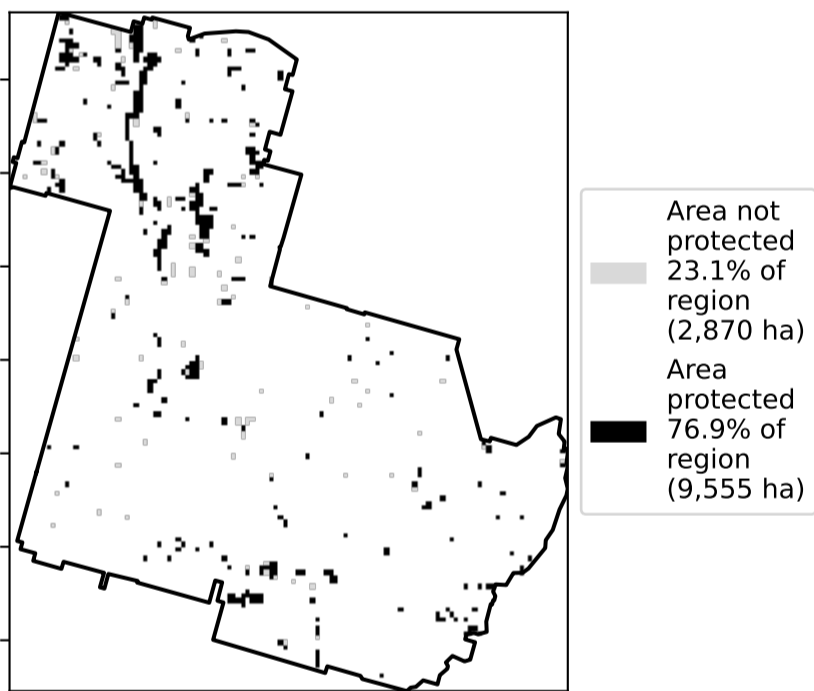 Area not
protected
23.1% of
region
(2,870 ha)
Area
protected
76.9% of
region
(9,555 ha)